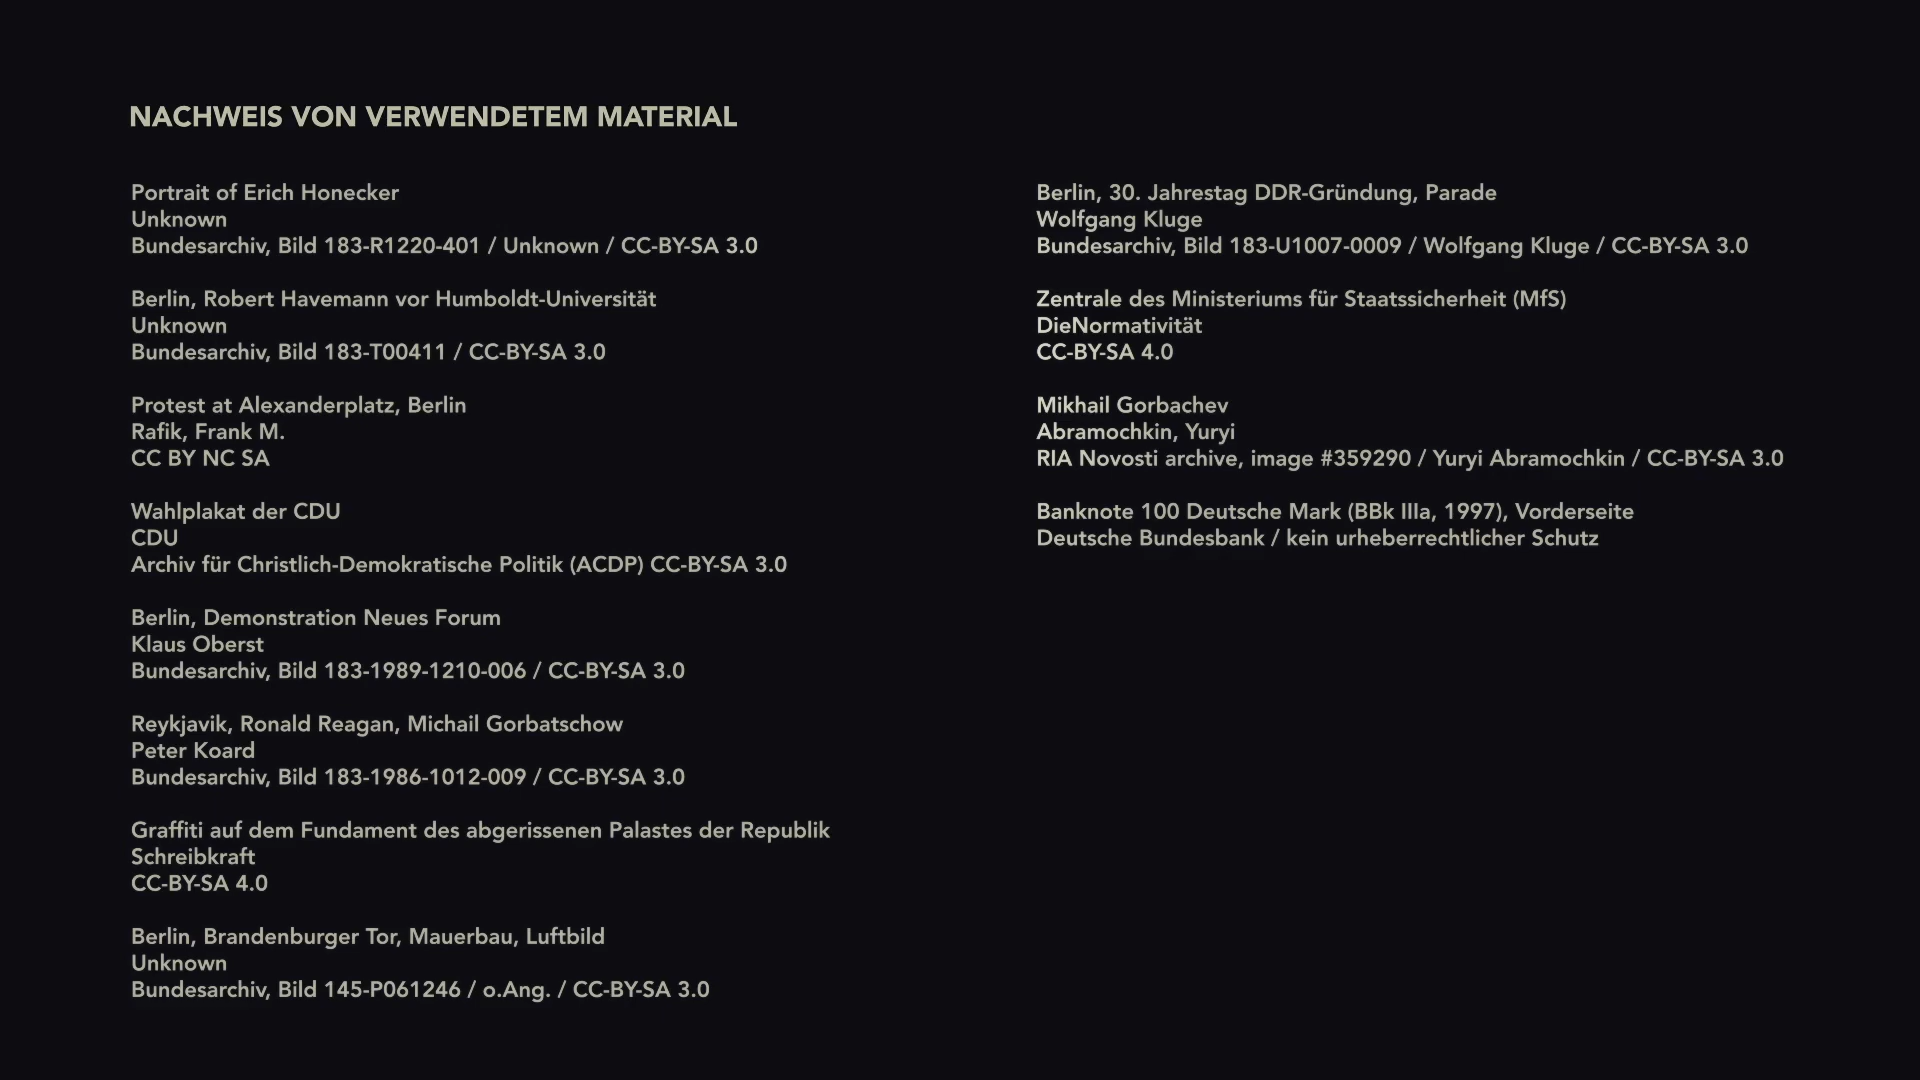 NACHWEIS VON VERWENDETEM MATERIAL
Portrait of Erich Honecker
Unknown
Bundesarchiv, Bild 183-R1220-401 / Unknown / CC-BY-SA 3.0
Berlin, Robert Havemann vor Humboldt-Universität
Unknown
Bundesarchiv, Bild 183-T00411 / CC-BY-SA 3.0
Protest at Alexanderplatz, Berlin
Rafik, Frank M.
CC BY NC SA
Wahlplakat der CDU
CDU
Archiv für Christlich-Demokratische Politik (ACDP) CC-BY-SA 3.0
Berlin, Demonstration Neues Forum
Klaus Oberst
Bundesarchiv, Bild 183-1989-1210-006 / CC-BY-SA 3.0
Reykjavik, Ronald Reagan, Michail Gorbatschow
Peter Koard
Bundesarchiv, Bild 183-1986-1012-009 / CC-BY-SA 3.0
Graffiti auf dem Fundament des abgerissenen Palastes der Republik
Schreibkraft
CC-BY-SA 4.0
Berlin, Brandenburger Tor, Mauerbau, Luftbild
Unknown
Bundesarchiv, Bild 145-P061246 / o.Ang. / CC-BY-SA 3.0
Berlin, 30. Jahrestag DDR-Gründung, Parade
Wolfgang Kluge
Bundesarchiv, Bild 183-U1007-0009 / Wolfgang Kluge / CC-BY-SA 3.0
Zentrale des Ministeriums für Staatssicherheit (MfS)
DieNormativität
CC-BY-SA 4.0
Mikhail Gorbachev
Abramochkin, Yuryi
RIA Novosti archive, image #359290 / Yuryi Abramochkin / CC-BY-SA 3.0
Banknote 100 Deutsche Mark (BBk IIIa, 1997), Vorderseite
Deutsche Bundesbank / kein urheberrechtlicher Schutz